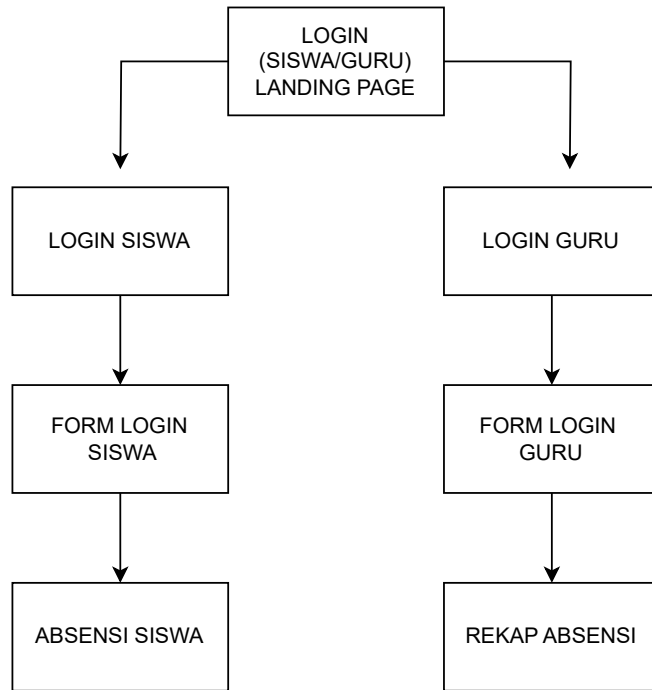 LOGIN
(SISWA/GURU)
LANDING PAGE
LOGIN SISWA
LOGIN GURU
FORM LOGIN
SISWA
FORM LOGIN
GURU
ABSENSI SISWA
REKAP ABSENSI